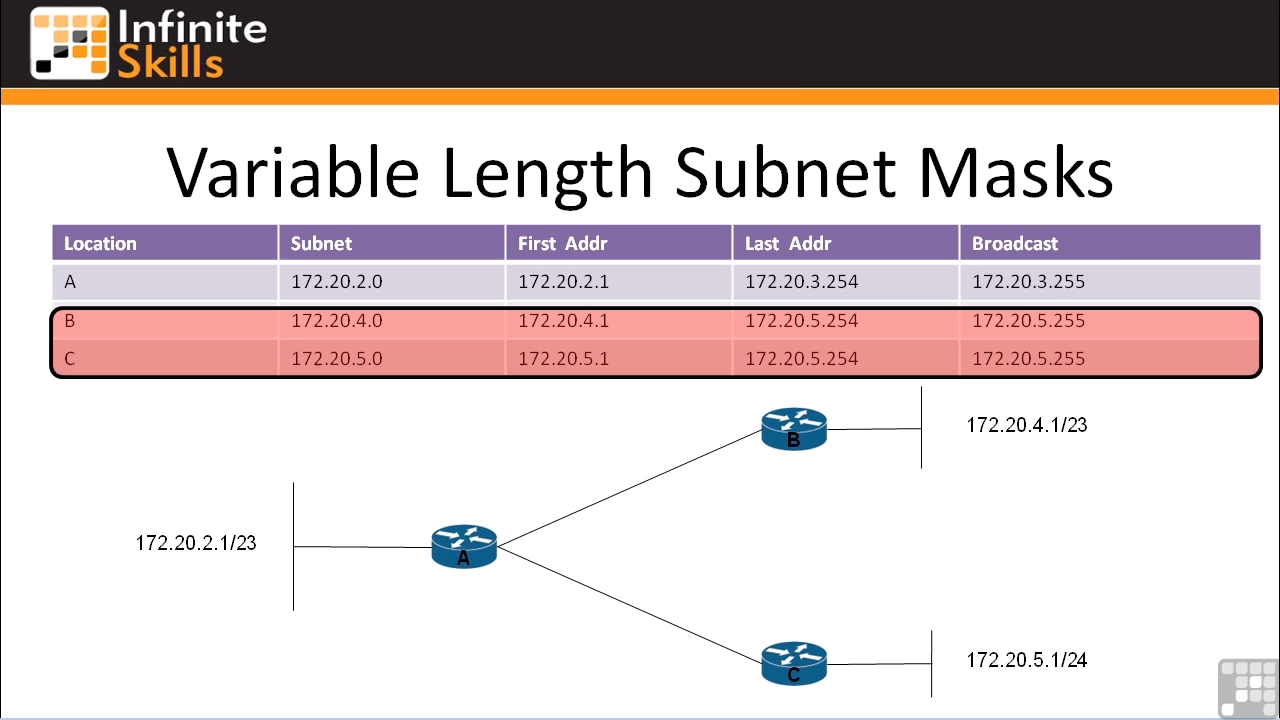 Infinite
Skills
Variable Length Subnet Masks
Location Subnet First Addr Last Addr Broadcast
A 172.20.2.0 172.20.2.1 172.20.3.254 172.20.3.255
B 172.20.4.0 172.20.4.1 172.20.5.254 172.20.5.255
C 172.20.5.0 172.20.5.1 172.20.5.254 172.20.5.255
B
172.20.4.1/23
172.20.2.1/23
A
C
172.20.5.1/24